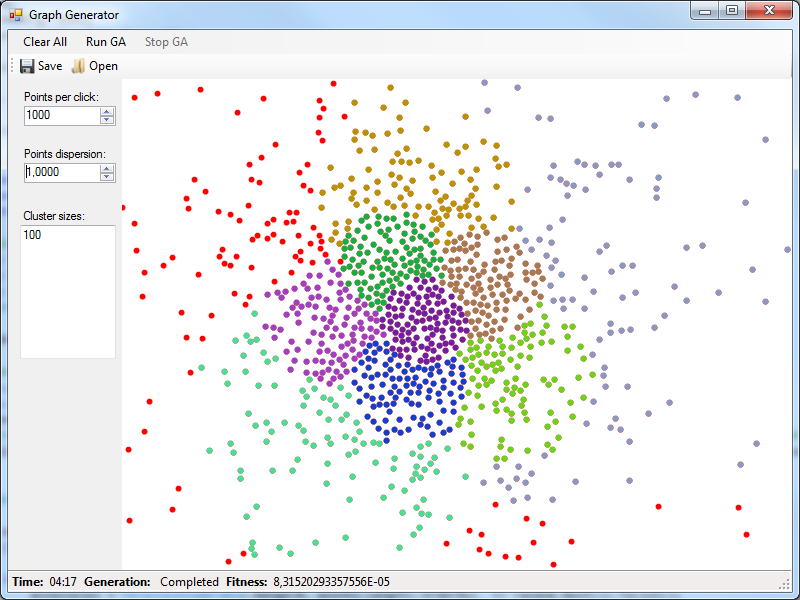 Graph Generator
Clear All Run GA Stop GA
Save Open
Points per click:
1000
Points dispersion:
1,0000
Cluster sizes:
100
Time: 04:17 Generation: Completed Fitness: 8,31520293357556E-05